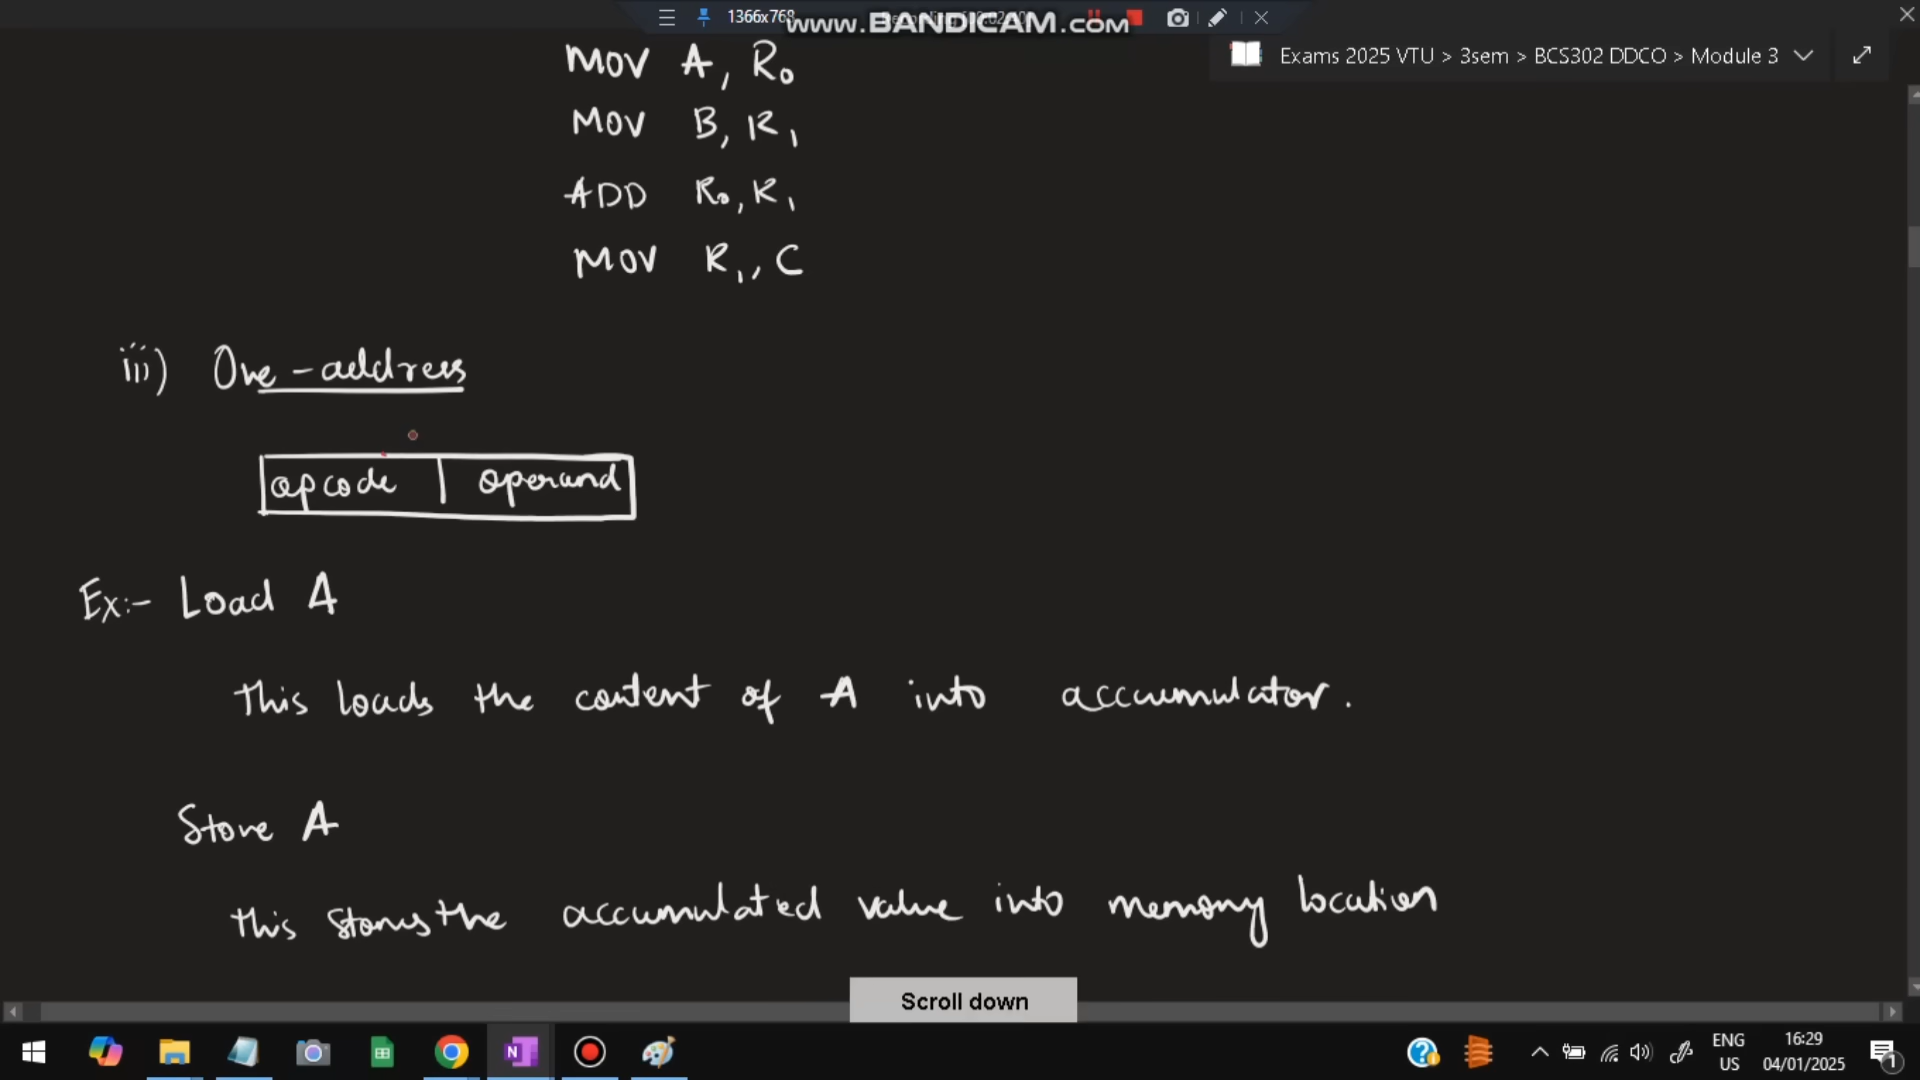 1366x768
www.BANDICAM.com
Exams 2025 VTU > 3sem > BCS302 DDCO > Module 3
MOV A, R0
MOV B, R1
ADD R0, R1
MOV R1, C
iii) One-address
opcode | operand
Ex:- Load A
This loads the content of A into accumulator.
Store A
this stores the accumulated value into memory location
Scroll down
ENG
US
16:29
04/01/2025
1